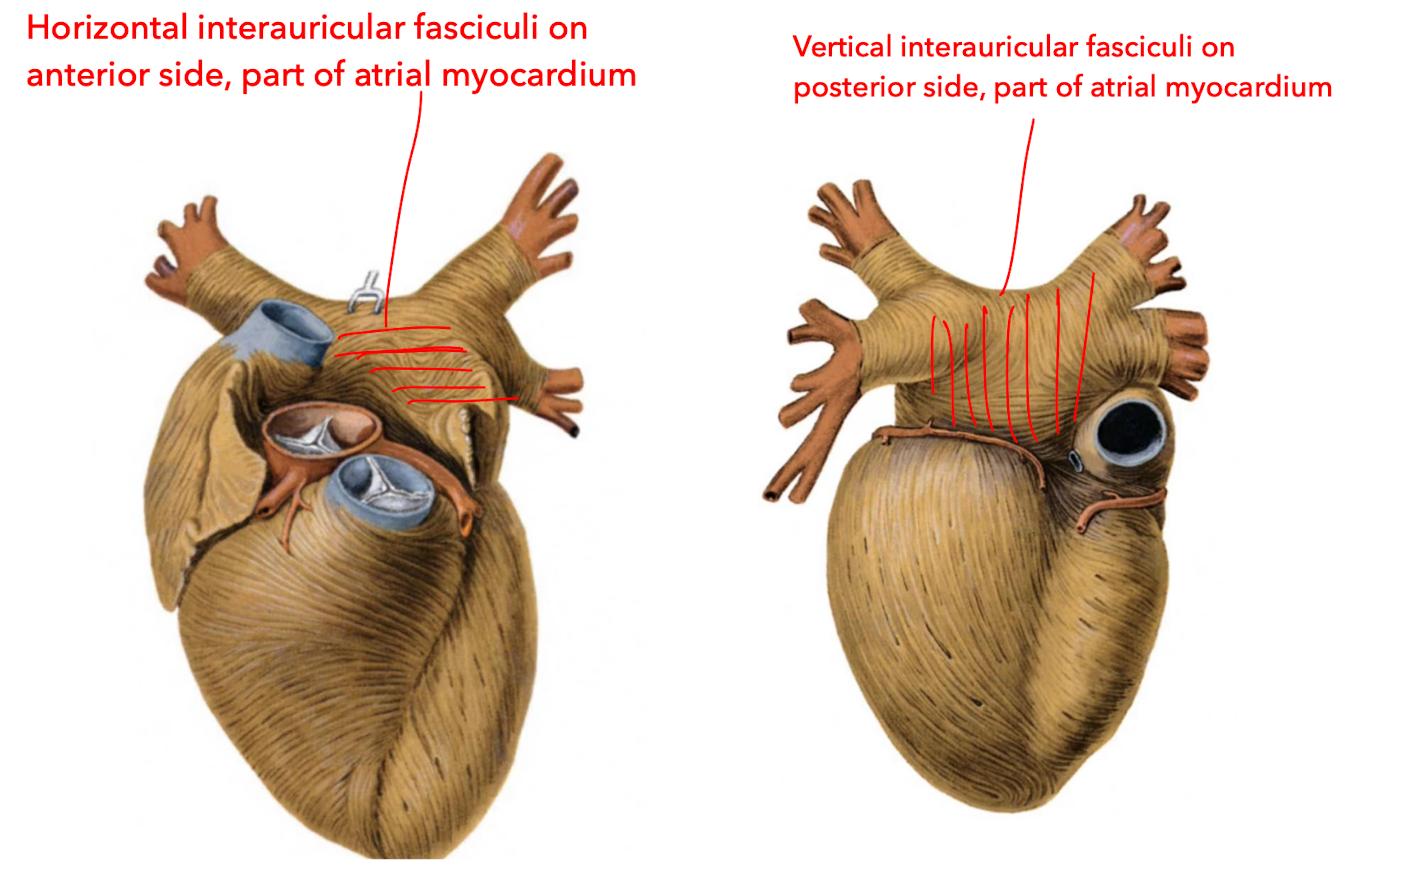 Horizontal interauricular fasciculi on
anterior side, part of atrial myocardium
Vertical interauricular fasciculi on
posterior side, part of atrial myocardium